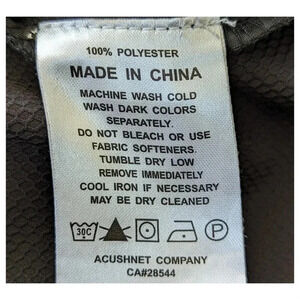 100% POLYESTER
MADE IN CHINA
MACHINE WASH COLD
WASH DARK COLORS
SEPARATELY.
DO NOT BLEACH OR USE
FABRIC SOFTENERS.
TUMBLE DRY LOW
REMOVE IMMEDIATELY
COOL IRON IF NECESSARY
MAY BE DRY CLEANED
30C P
ACUSHNET COMPANY
CA#28544